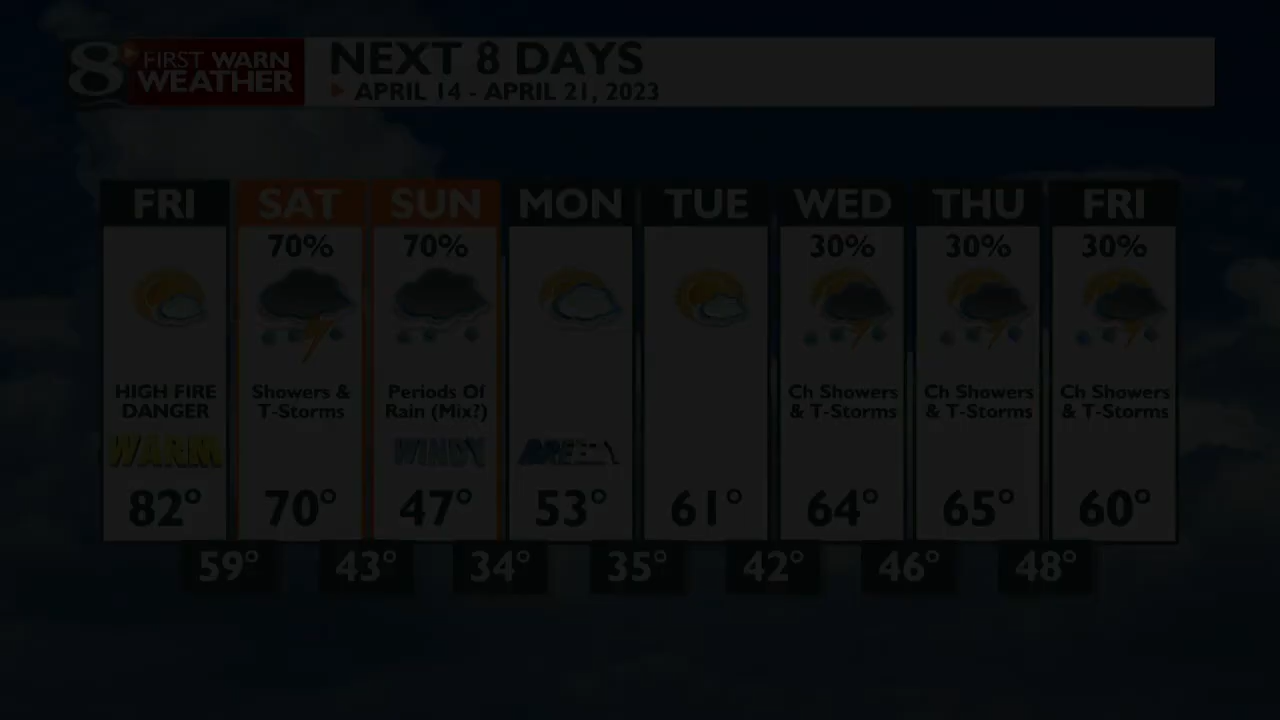 8 FIRST WARN
WEATHER
NEXT 8 DAYS
APRIL 14 - APRIL 21, 2023
FRI SAT SUN MON TUE WED THU FRI
70% 70% 30% 30% 30%
HIGH FIRE
DANGER
WARM
82°
Showers &
T-Storms
70°
Periods Of
Rain (Mix?)
WINDY
47°
BREEZY
53°
61°
Ch Showers
& T-Storms
64°
Ch Showers
& T-Storms
65°
Ch Showers
& T-Storms
60°
59° 43° 34° 35° 42° 46° 48°